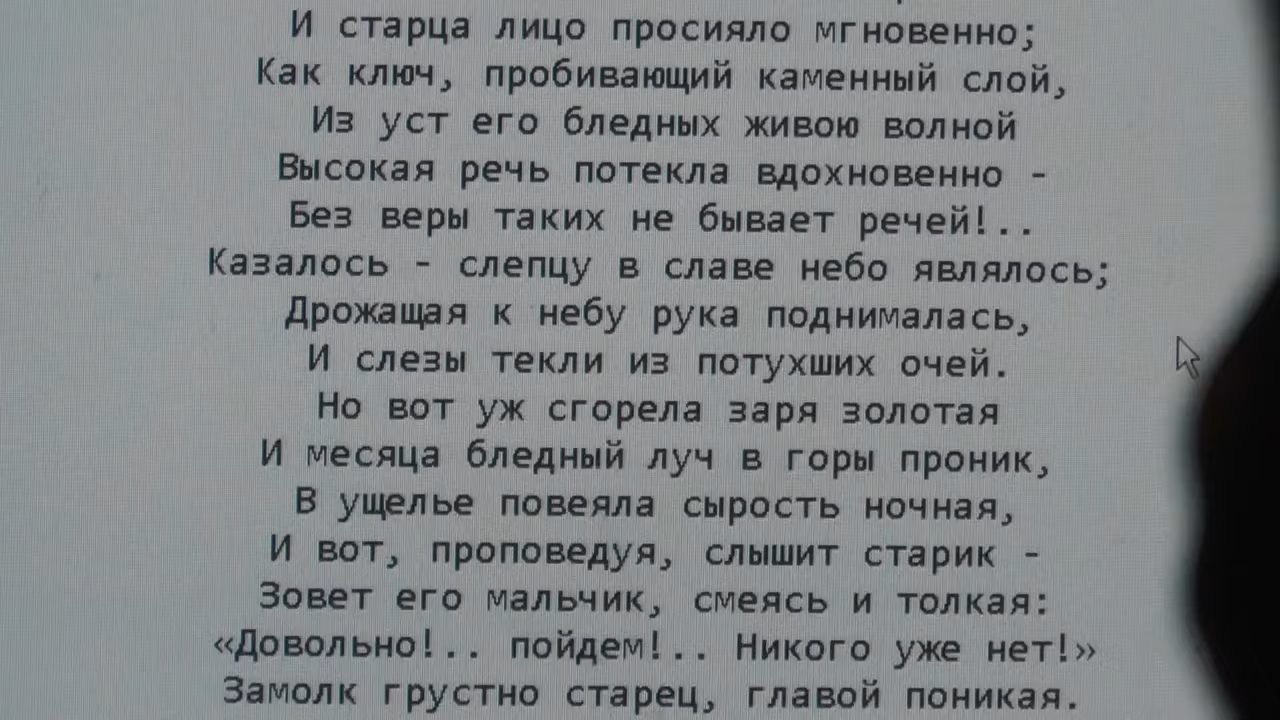 И старца лицо просияло мгновенно;
Как ключ, пробивающий каменный слой,
Из уст его бледных живою волной
Высокая речь потекла вдохновенно -
Без веры таких не бывает речей!..
Казалось - слепцу в славе небо являлось;
Дрожащая к небу рука поднималась,
И слезы текли из потухших очей.
Но вот уж сгорела заря золотая
И месяца бледный луч в горы проник,
В ущелье повеяла сырость ночная,
И вот, проповедуя, слышит старик -
Зовет его мальчик, смеясь и толкая:
«Довольно!.. пойдем!.. Никого уже нет!»
Замолк грустно старец, главой поникая.